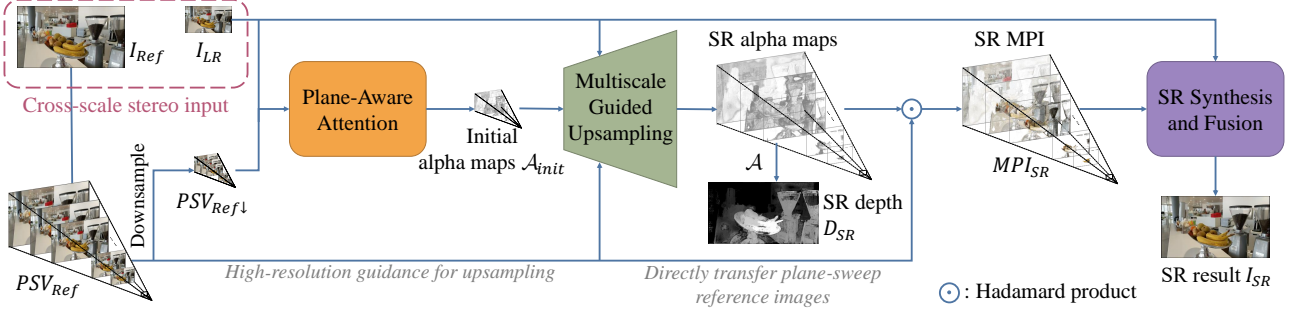 I_Ref
I_LR
Cross-scale stereo input
PSV_Ref
Downsample
PSV_Ref↓
Plane-Aware
Attention
Initial
alpha maps 𝒜_init
Multiscale
Guided
Upsampling
SR alpha maps
𝒜
SR depth
D_SR
SR MPI
MPI_SR
SR Synthesis
and Fusion
SR result I_SR
High-resolution guidance for upsampling
Directly transfer plane-sweep
reference images
⊙: Hadamard product